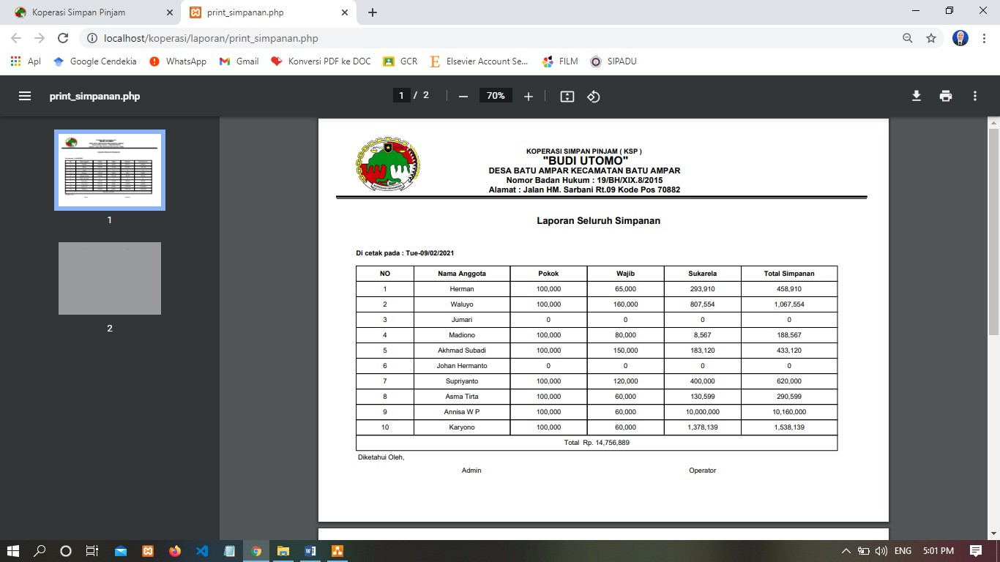 Koperasi Simpan Pinjam
print_simpanan.php
localhost/koperasi/laporan/print_simpanan.php
Apl Google Cendekia WhatsApp Gmail Konversi PDF ke DOC GCR Elsevier Account Se... FILM SIPADU
print_simpanan.php 1 / 2 70%
1
2
KOPERASI SIMPAN PINJAM ( KSP )
"BUDI UTOMO"
DESA BATU AMPAR KECAMATAN BATU AMPAR
Nomor Badan Hukum : 19/BH/XIX.8/2015
Alamat : Jalan HM. Sarbani Rt.09 Kode Pos 70882
Laporan Seluruh Simpanan
Di cetak pada : Tue-09/02/2021
NO Nama Anggota Pokok Wajib Sukarela Total Simpanan
1 Herman 100,000 65,000 293,910 458,910
2 Waluyo 100,000 160,000 807,554 1,067,554
3 Jumari 0 0 0 0
4 Madiono 100,000 80,000 8,567 188,567
5 Akhmad Subadi 100,000 150,000 183,120 433,120
6 Johan Hermanto 0 0 0 0
7 Supriyanto 100,000 120,000 400,000 620,000
8 Asma Tirta 100,000 60,000 130,599 290,599
9 Annisa W P 100,000 60,000 10,000,000 10,160,000
10 Karyono 100,000 60,000 1,378,139 1,538,139
Total Rp. 14,756,889
Diketahui Oleh,
Admin Operator
ENG 5:01 PM